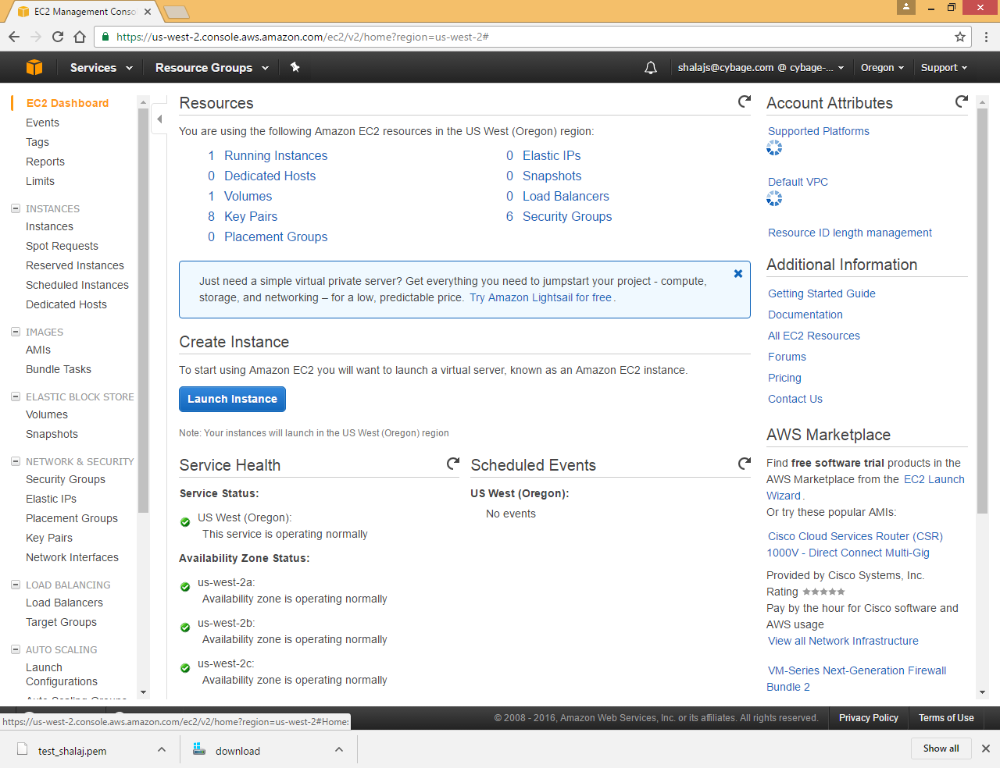 EC2 Management Conso
https://us-west-2.console.aws.amazon.com/ec2/v2/home?region=us-west-2#
Services
Resource Groups
shalajs@cybage.com @ cybage-...
Oregon
Support
EC2 Dashboard
Events
Tags
Reports
Limits
INSTANCES
Instances
Spot Requests
Reserved Instances
Scheduled Instances
Dedicated Hosts
IMAGES
AMIs
Bundle Tasks
ELASTIC BLOCK STORE
Volumes
Snapshots
NETWORK & SECURITY
Security Groups
Elastic IPs
Placement Groups
Key Pairs
Network Interfaces
LOAD BALANCING
Load Balancers
Target Groups
AUTO SCALING
Launch
Configurations
Auto Scaling Groups
Resources
You are using the following Amazon EC2 resources in the US West (Oregon) region:
1 Running Instances
0 Elastic IPs
0 Dedicated Hosts
0 Snapshots
1 Volumes
0 Load Balancers
8 Key Pairs
6 Security Groups
0 Placement Groups
Just need a simple virtual private server? Get everything you need to jumpstart your project - compute,
storage, and networking – for a low, predictable price. Try Amazon Lightsail for free.
Create Instance
To start using Amazon EC2 you will want to launch a virtual server, known as an Amazon EC2 instance.
Launch Instance
Note: Your instances will launch in the US West (Oregon) region
Service Health
Service Status:
US West (Oregon):
This service is operating normally
Availability Zone Status:
us-west-2a:
Availability zone is operating normally
us-west-2b:
Availability zone is operating normally
us-west-2c:
Availability zone is operating normally
Scheduled Events
US West (Oregon):
No events
Account Attributes
Supported Platforms
Default VPC
Resource ID length management
Additional Information
Getting Started Guide
Documentation
All EC2 Resources
Forums
Pricing
Contact Us
AWS Marketplace
Find free software trial products in the
AWS Marketplace from the EC2 Launch
Wizard.
Or try these popular AMIs:
Cisco Cloud Services Router (CSR)
1000V - Direct Connect Multi-Gig
Provided by Cisco Systems, Inc.
Rating
Pay by the hour for Cisco software and
AWS usage
View all Network Infrastructure
VM-Series Next-Generation Firewall
Bundle 2
© 2008 - 2016, Amazon Web Services, Inc. or its affiliates. All rights reserved.
Privacy Policy
Terms of Use
https://us-west-2.console.aws.amazon.com/ec2/v2/home?region=us-west-2#Home:
test_shalaj.pem
download
Show all